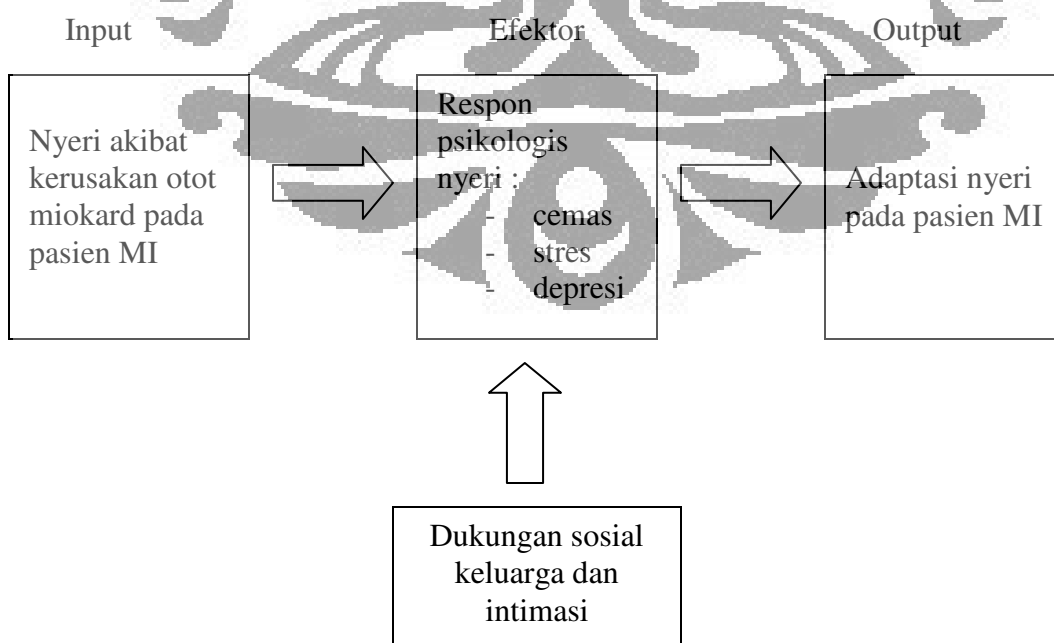 Input
Efektor
Output
Nyeri akibat
kerusakan otot
miokard pada
pasien MI
Respon
psikologis
nyeri :
- cemas
- stres
- depresi
Adaptasi nyeri
pada pasien MI
Dukungan sosial
keluarga dan
intimasi